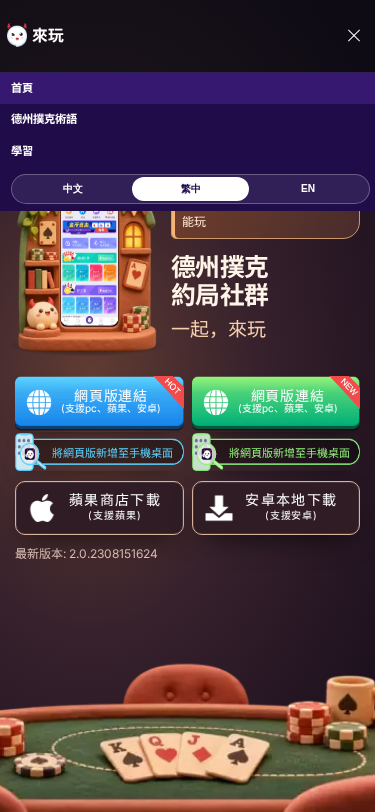 來玩
首頁
德州撲克術語
學習
中文
繁中
EN
能玩
德州撲克
約局社群
一起，來玩
HOT
網頁版連結
(支援pc、蘋果、安卓)
NEW
網頁版連結
(支援pc、蘋果、安卓)
將網頁版新增至手機桌面
將網頁版新增至手機桌面
蘋果商店下載
(支援蘋果)
安卓本地下載
(支援安卓)
最新版本: 2.0.2308151624
K
Q
J
A